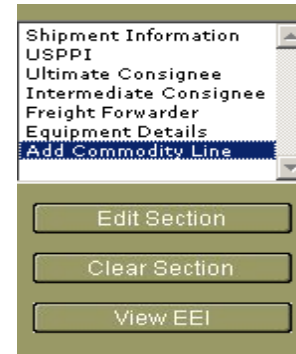 Shipment Information
USPPI
Ultimate Consignee
Intermediate Consignee
Freight Forwarder
Equipment Details
Add Commodity Line
Edit Section
Clear Section
View EEI